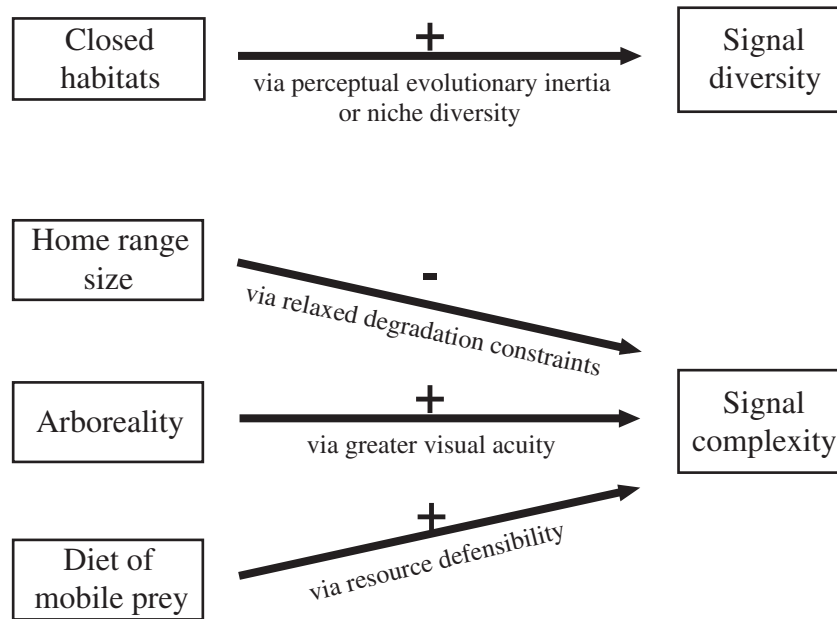 Closed
habitats
+
via perceptual evolutionary inertia
or niche diversity
Signal
diversity
Home range
size
-
via relaxed degradation constraints
Arboreality
+
via greater visual acuity
Signal
complexity
Diet of
mobile prey
+
via resource defensibility